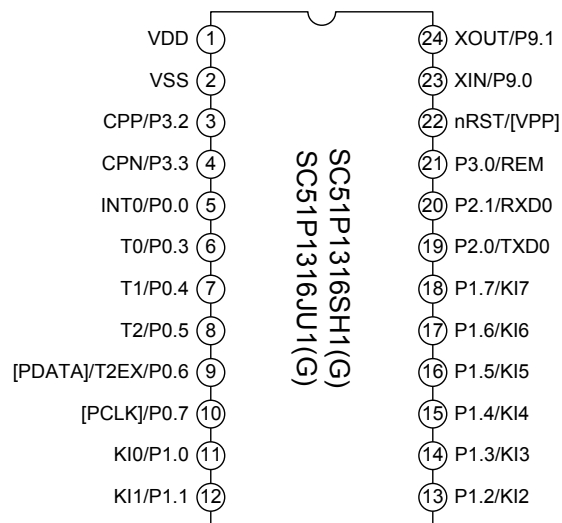 VDD 1
VSS 2
CPP/P3.2 3
CPN/P3.3 4
INT0/P0.0 5
T0/P0.3 6
T1/P0.4 7
T2/P0.5 8
[PDATA]/T2EX/P0.6 9
[PCLK]/P0.7 10
KI0/P1.0 11
KI1/P1.1 12
SC51P1316SH1(G)
SC51P1316JU1(G)
24 XOUT/P9.1
23 XIN/P9.0
22 nRST/[VPP]
21 P3.0/REM
20 P2.1/RXD0
19 P2.0/TXD0
18 P1.7/KI7
17 P1.6/KI6
16 P1.5/KI5
15 P1.4/KI4
14 P1.3/KI3
13 P1.2/KI2